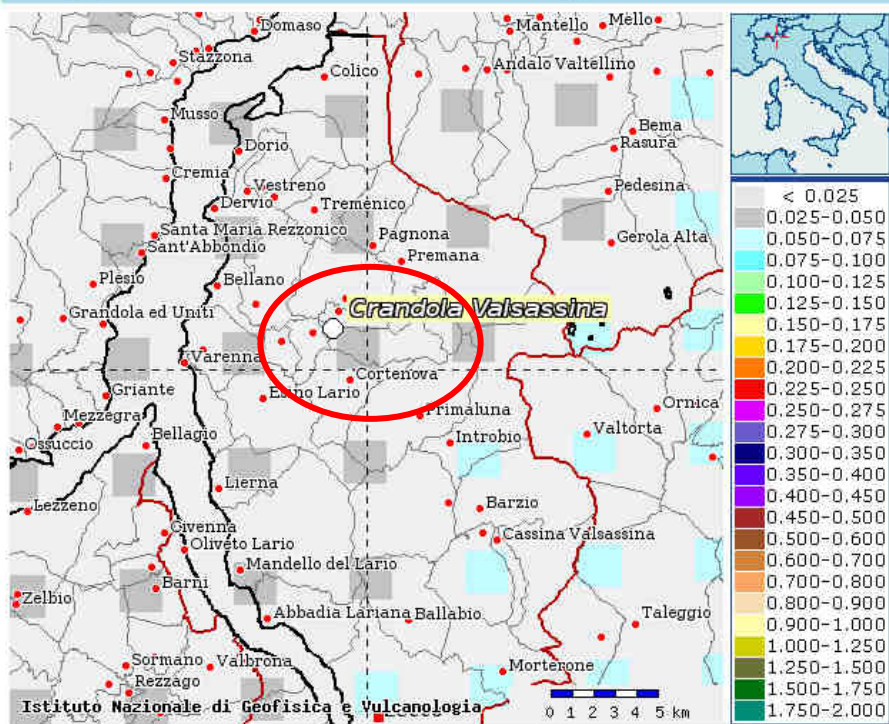 Domaso
Mantello
Mello
Stazzona
Colico
Andalo Valtellino
Musso
Bema
Dorio
Rasura
Cremia
Vestreno
Pedesina
Dervio
Tremenico
Santa Maria Rezzonico
Pagnona
Gerola Alta
Sant'Abbondio
Premana
Plesio
Bellano
Grandola ed Uniti
Crandola Valsassina
Varenna
Cortenova
Griante
Esino Lario
Ornica
Mezzegra
Primaluna
Ossuccio
Bellagio
Introbio
Valtorta
Lierna
Lezzeno
Barzio
Civenna
Cassina Valsassina
Oliveto Lario
Mandello del Lario
Barni
Zelbio
Abbadia Lariana
Ballabio
Taleggio
Sormano
Valbrona
Morterone
Rezzago
Istituto Nazionale di Geofisica e Vulcanologia
0 1 2 3 4 5 km
< 0.025
0.025-0.050
0.050-0.075
0.075-0.100
0.100-0.125
0.125-0.150
0.150-0.175
0.175-0.200
0.200-0.225
0.225-0.250
0.250-0.275
0.275-0.300
0.300-0.350
0.350-0.400
0.400-0.450
0.450-0.500
0.500-0.600
0.600-0.700
0.700-0.800
0.800-0.900
0.900-1.000
1.000-1.250
1.250-1.500
1.500-1.750
1.750-2.000